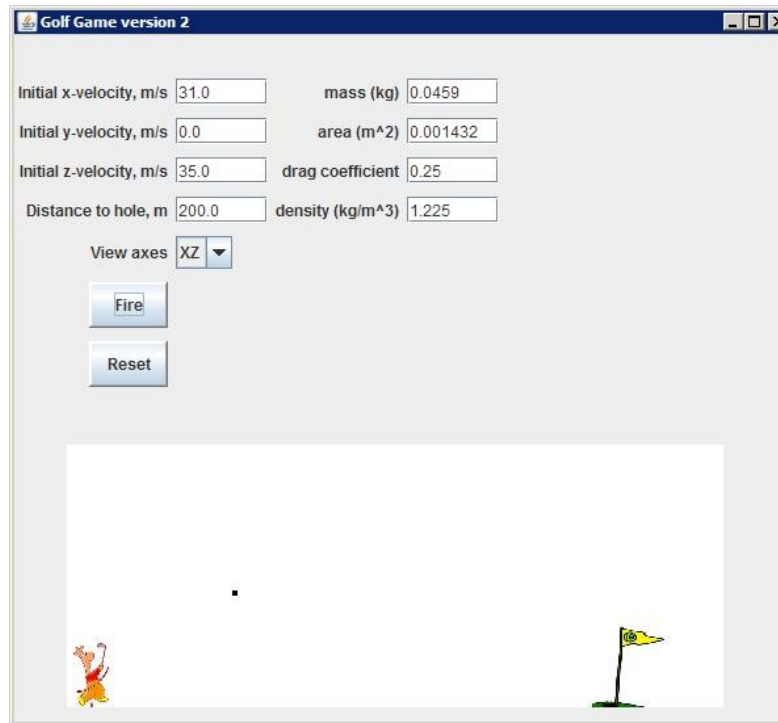 Golf Game version 2
Initial x-velocity, m/s 31.0 mass (kg) 0.0459
Initial y-velocity, m/s 0.0 area (m^2) 0.001432
Initial z-velocity, m/s 35.0 drag coefficient 0.25
Distance to hole, m 200.0 density (kg/m^3) 1.225
View axes XZ
Fire
Reset